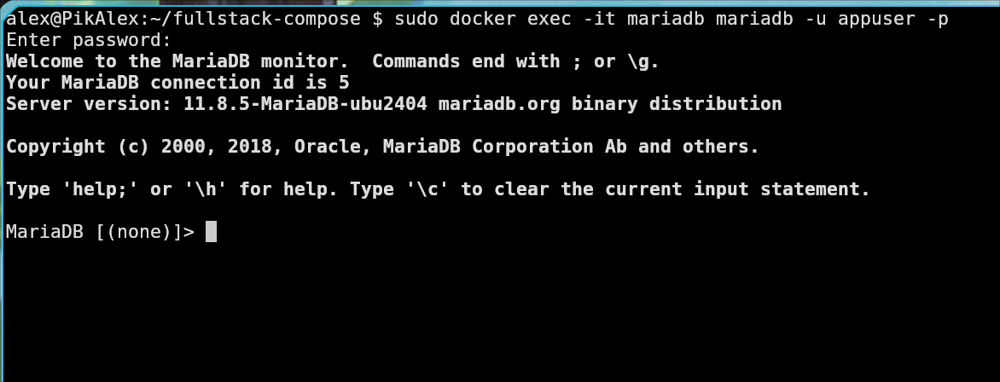 alex@PikAlex:~/fullstack-compose $ sudo docker exec -it mariadb mariadb -u appuser -p
Enter password:
Welcome to the MariaDB monitor.  Commands end with ; or \g.
Your MariaDB connection id is 5
Server version: 11.8.5-MariaDB-ubu2404 mariadb.org binary distribution
Copyright (c) 2000, 2018, Oracle, MariaDB Corporation Ab and others.
Type 'help;' or '\h' for help. Type '\c' to clear the current input statement.
MariaDB [(none)]>